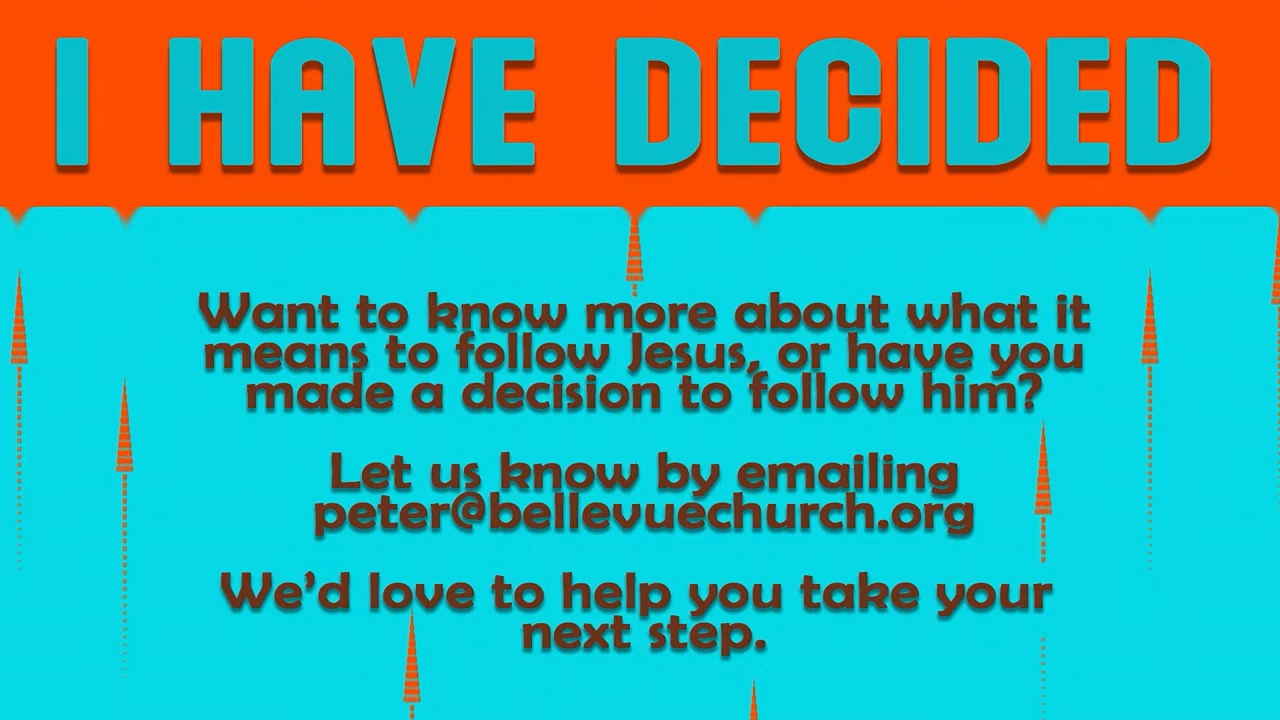 I HAVE DECIDED
Want to know more about what it
means to follow Jesus, or have you
made a decision to follow him?
Let us know by emailing
peter@bellevuechurch.org
We'd love to help you take your
next step.